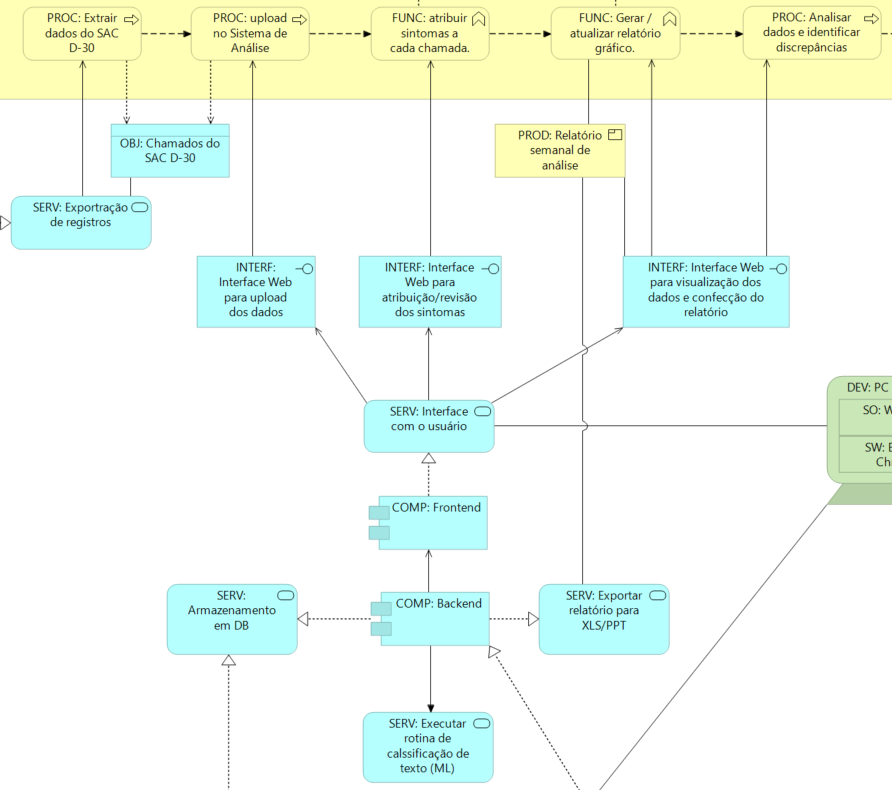 PROC: Extrair
dados do SAC
D-30
PROC: upload
no Sistema de
Análise
FUNC: atribuir
sintomas a
cada chamada.
FUNC: Gerar /
atualizar relatório
gráfico.
PROC: Analisar
dados e identificar
discrepâncias
OBJ: Chamados do
SAC D-30
PROD: Relatório
semanal de
análise
SERV: Exportração
de registros
INTERF:
Interface Web
para upload
dos dados
INTERF: Interface
Web para
atribuição/revisão
dos sintomas
INTERF: Interface Web
para visualização dos
dados e confecção do
relatório
SERV: Interface
com o usuário
DEV: PC
SO: W
SW: E
Ch
COMP: Frontend
SERV:
Armazenamento
em DB
COMP: Backend
SERV: Exportar
relatório para
XLS/PPT
SERV: Executar
rotina de
calssificação de
texto (ML)